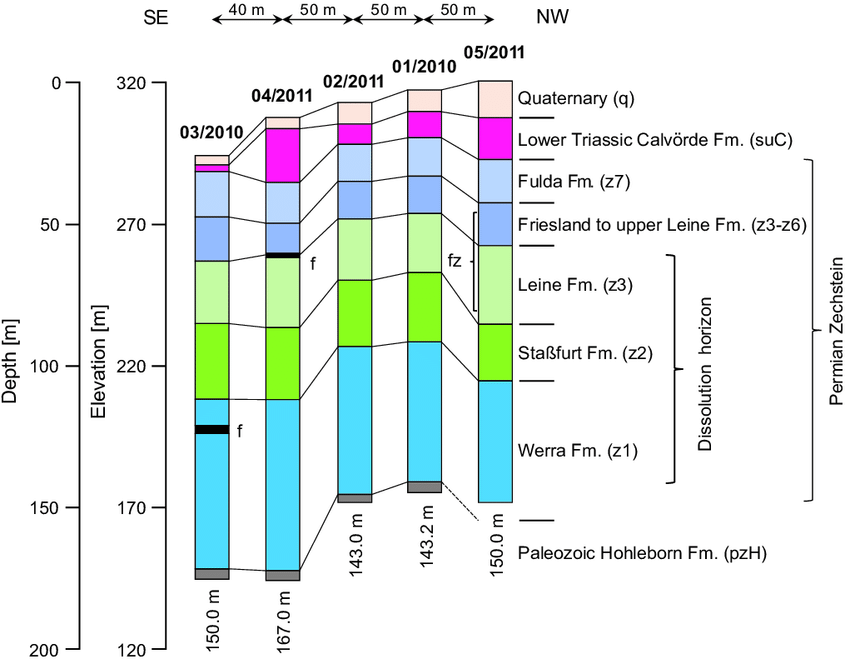 SE
40 m
50 m
50 m
50 m
NW
05/2011
01/2010
02/2011
04/2011
03/2010
0
50
100
150
200
Depth [m]
320
270
220
170
120
Elevation [m]
Quaternary (q)
Lower Triassic Calvörde Fm. (suC)
Fulda Fm. (z7)
Friesland to upper Leine Fm. (z3-z6)
fz
f
Leine Fm. (z3)
Staßfurt Fm. (z2)
f
Werra Fm. (z1)
Paleozoic Hohleborn Fm. (pzH)
Dissolution horizon
Permian Zechstein
150.0 m
167.0 m
143.0 m
143.2 m
150.0 m